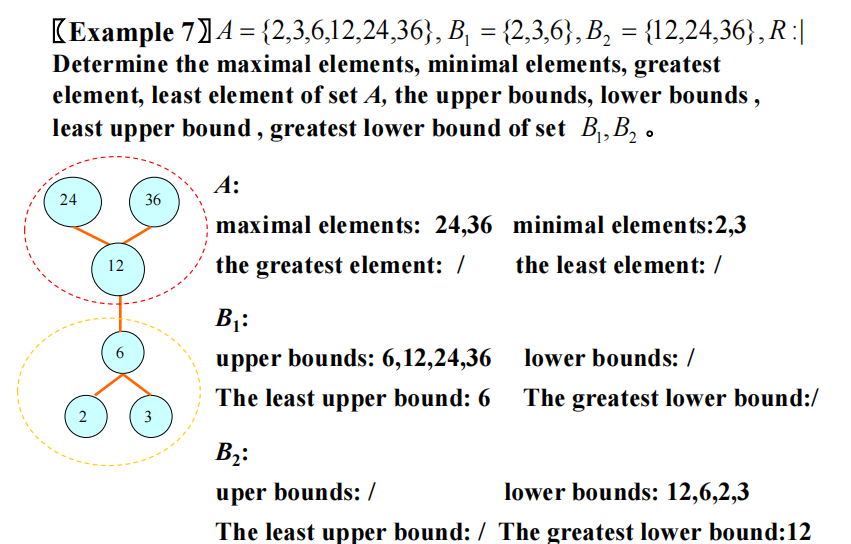 〖Example 7〗A = {2,3,6,12,24,36}, B₁ = {2,3,6}, B₂ = {12,24,36}, R :|
Determine the maximal elements, minimal elements, greatest
element, least element of set A, the upper bounds, lower bounds ,
least upper bound , greatest lower bound of set B₁, B₂ 。
24 36
12
6
2 3
A:
maximal elements: 24,36 minimal elements:2,3
the greatest element: / the least element: /
B₁:
upper bounds: 6,12,24,36 lower bounds: /
The least upper bound: 6 The greatest lower bound:/
B₂:
uper bounds: / lower bounds: 12,6,2,3
The least upper bound: / The greatest lower bound:12